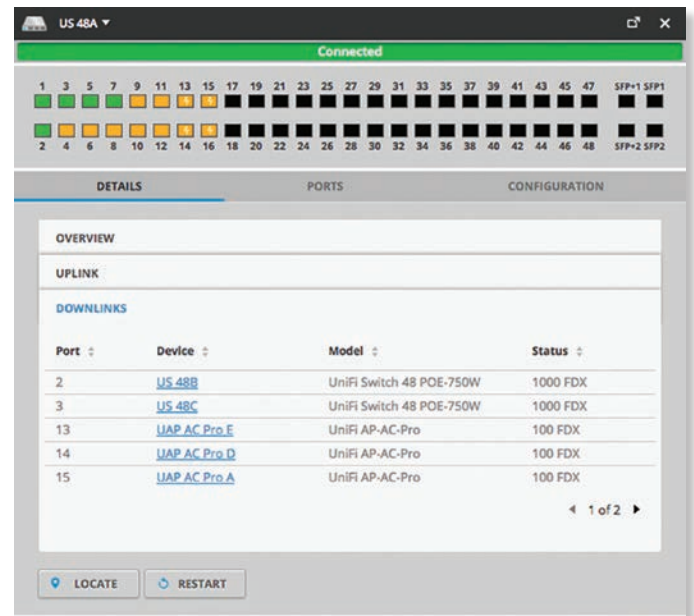 US 48A
Connected
1 3 5 7 9 11 13 15 17 19 21 23 25 27 29 31 33 35 37 39 41 43 45 47 SFP+1 SFP1
2 4 6 8 10 12 14 16 18 20 22 24 26 28 30 32 34 36 38 40 42 44 46 48 SFP+2 SFP2
DETAILS PORTS CONFIGURATION
OVERVIEW
UPLINK
DOWNLINKS
Port Device Model Status
2 US 48B UniFi Switch 48 POE-750W 1000 FDX
3 US 48C UniFi Switch 48 POE-750W 1000 FDX
13 UAP AC Pro E UniFi AP-AC-Pro 100 FDX
14 UAP AC Pro D UniFi AP-AC-Pro 100 FDX
15 UAP AC Pro A UniFi AP-AC-Pro 100 FDX
1 of 2
LOCATE RESTART